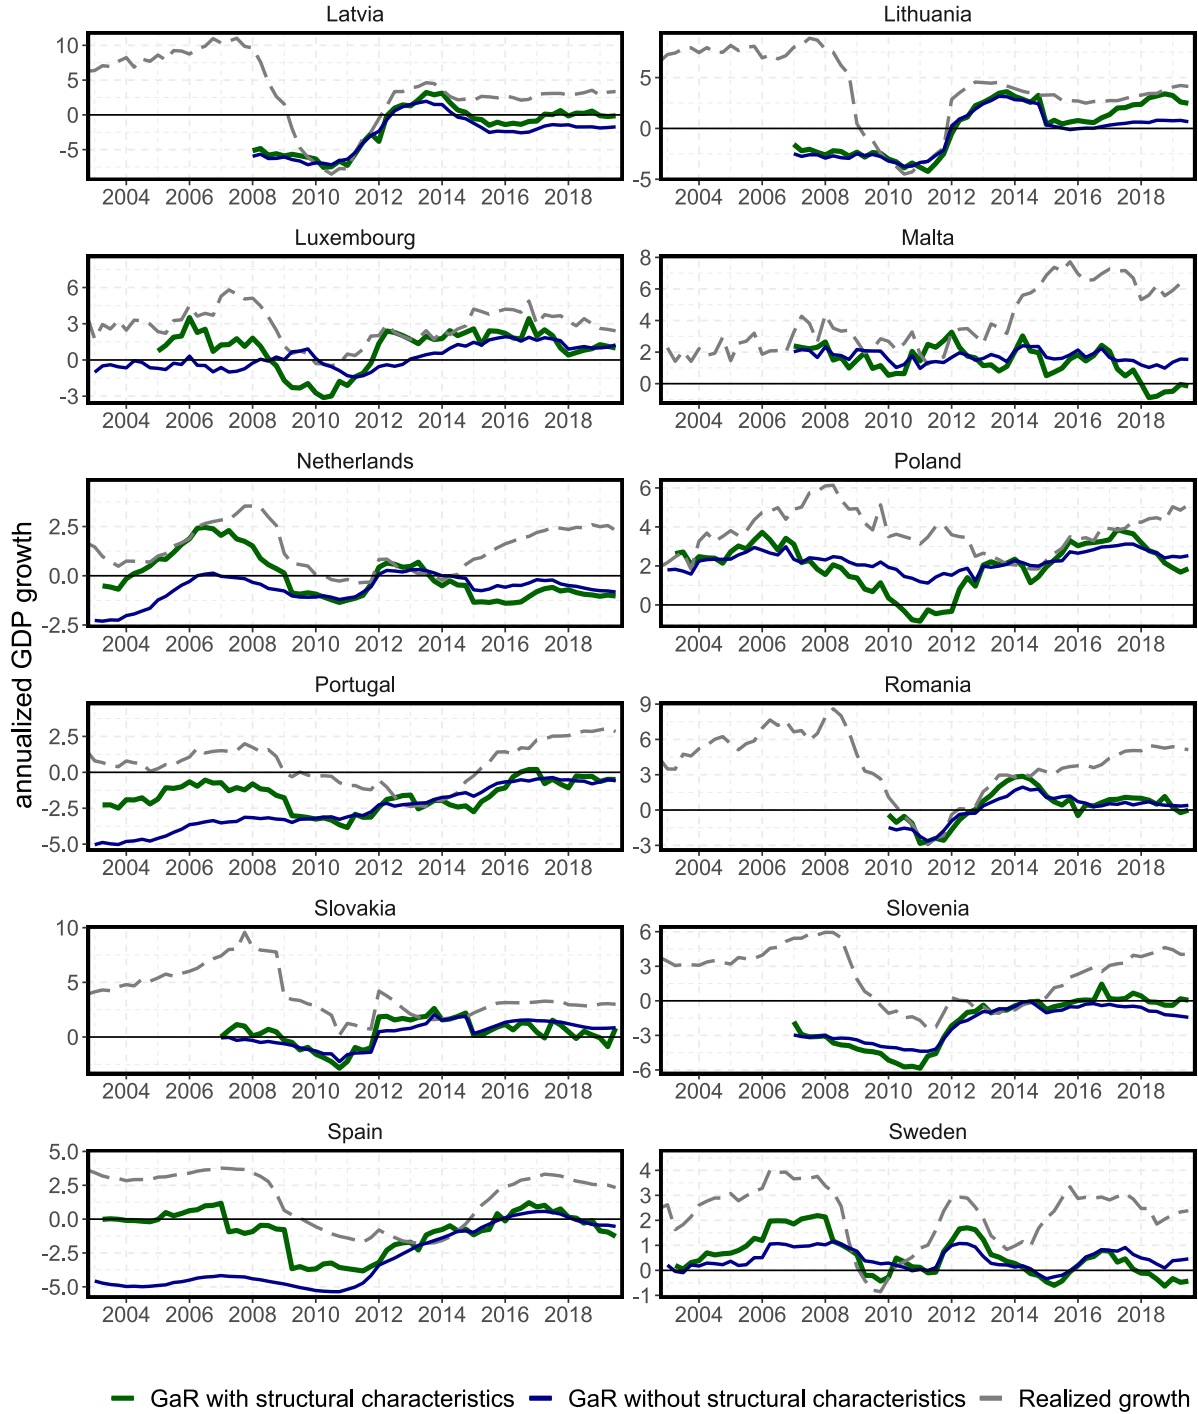 Latvia
Lithuania
10
5
0
-5
5
0
-5
2004 2006 2008 2010 2012 2014 2016 2018
2004 2006 2008 2010 2012 2014 2016 2018
Luxembourg
Malta
6
3
0
-3
8
6
4
2
0
2004 2006 2008 2010 2012 2014 2016 2018
2004 2006 2008 2010 2012 2014 2016 2018
Netherlands
Poland
2.5
0.0
-2.5
6
4
2
0
2004 2006 2008 2010 2012 2014 2016 2018
2004 2006 2008 2010 2012 2014 2016 2018
annualized GDP growth
Portugal
Romania
2.5
0.0
-2.5
-5.0
9
6
3
0
-3
2004 2006 2008 2010 2012 2014 2016 2018
2004 2006 2008 2010 2012 2014 2016 2018
Slovakia
Slovenia
10
5
0
6
3
0
-3
-6
2004 2006 2008 2010 2012 2014 2016 2018
2004 2006 2008 2010 2012 2014 2016 2018
Spain
Sweden
5.0
2.5
0.0
-2.5
-5.0
4
3
2
1
0
-1
2004 2006 2008 2010 2012 2014 2016 2018
2004 2006 2008 2010 2012 2014 2016 2018
GaR with structural characteristics GaR without structural characteristics Realized growth